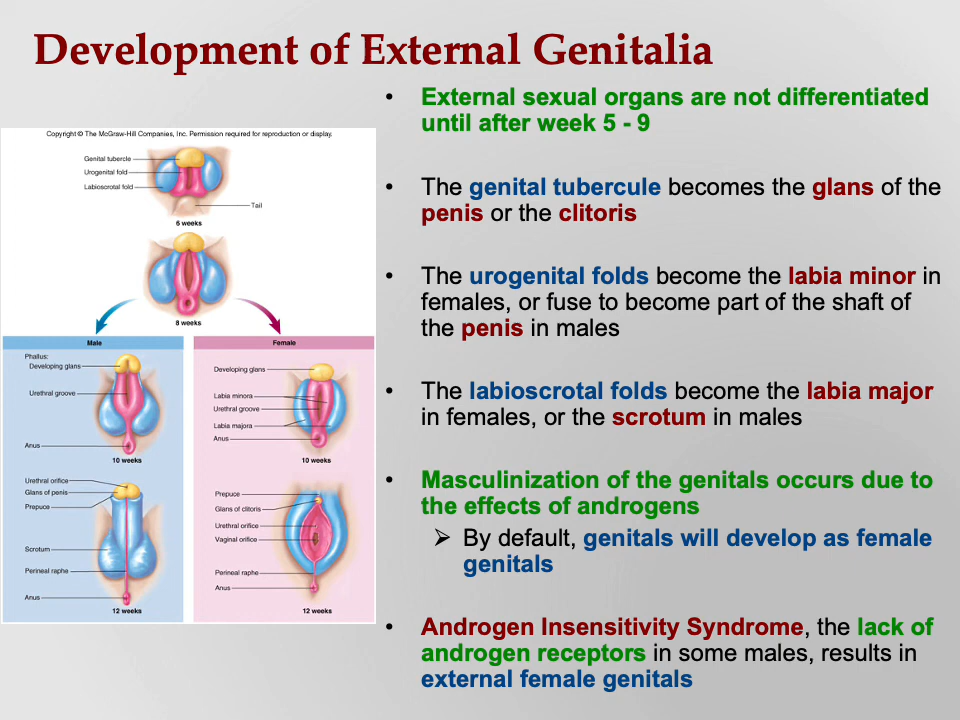 Development of External Genitalia
Copyright © The McGraw-Hill Companies, Inc. Permission required for reproduction or display.
Genital tubercle
Urogenital fold
Labioscrotal fold
Tail
6 weeks
8 weeks
Male
Phallus:
Developing glans
Urethral groove
Anus
10 weeks
Urethral orifice
Glans of penis
Prepuce
Scrotum
Perineal raphe
Anus
12 weeks
Female
Developing glans
Labia minora
Urethral groove
Labia majora
Anus
10 weeks
Prepuce
Glans of clitoris
Urethral orifice
Vaginal orifice
Perineal raphe
Anus
12 weeks
• External sexual organs are not differentiated
until after week 5 - 9
• The genital tubercule becomes the glans of the
penis or the clitoris
• The urogenital folds become the labia minor in
females, or fuse to become part of the shaft of
the penis in males
• The labioscrotal folds become the labia major
in females, or the scrotum in males
• Masculinization of the genitals occurs due to
the effects of androgens
➢ By default, genitals will develop as female
genitals
• Androgen Insensitivity Syndrome, the lack of
androgen receptors in some males, results in
external female genitals